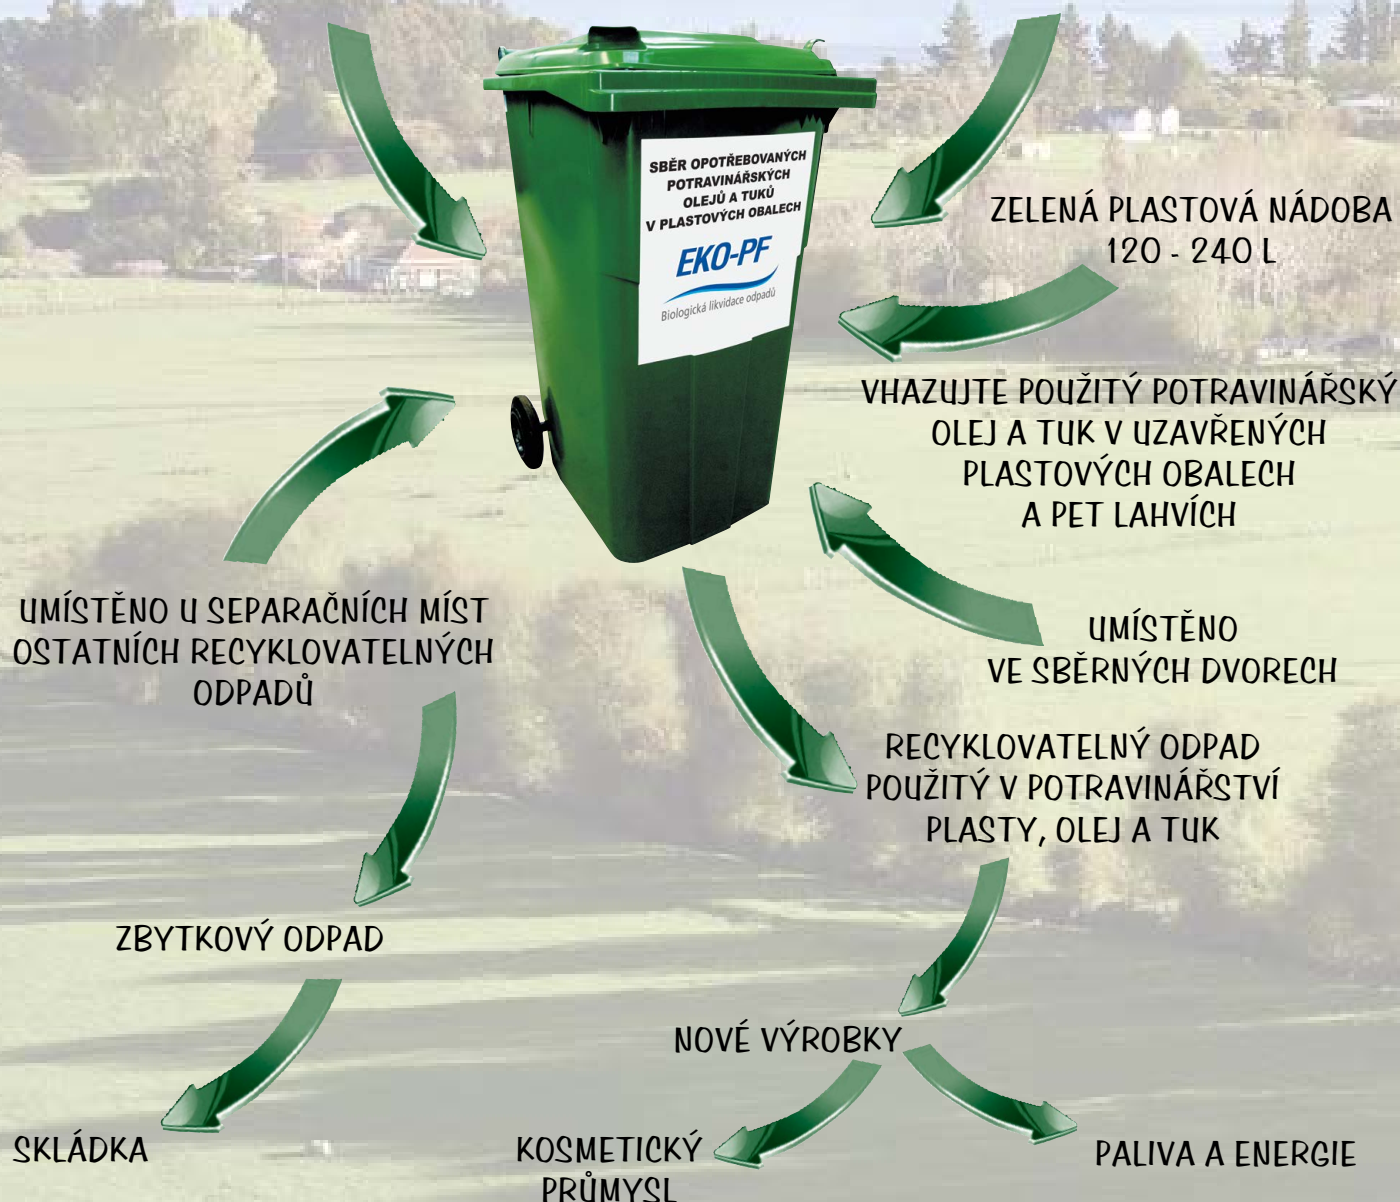 SBĚR OPOTŘEBOVANÝCH
POTRAVINÁŘSKÝCH
OLEJŮ A TUKŮ
V PLASTOVÝCH OBALECH
EKO-PF
Biologická likvidace odpadů
ZELENÁ PLASTOVÁ NÁDOBA
120 - 240 L
VHAZUJTE POUŽITÝ POTRAVINÁŘSKÝ
OLEJ A TUK V UZAVŘENÝCH
PLASTOVÝCH OBALECH
A PET LAHVÍCH
UMÍSTĚNO U SEPARAČNÍCH MÍST
OSTATNÍCH RECYKLOVATELNÝCH
ODPADŮ
UMÍSTĚNO
VE SBĚRNÝCH DVORECH
RECYKLOVATELNÝ ODPAD
POUŽITÝ V POTRAVINÁŘSTVÍ
PLASTY, OLEJ A TUK
ZBYTKOVÝ ODPAD
NOVÉ VÝROBKY
SKLÁDKA
KOSMETICKÝ
PRŮMYSL
PALIVA A ENERGIE